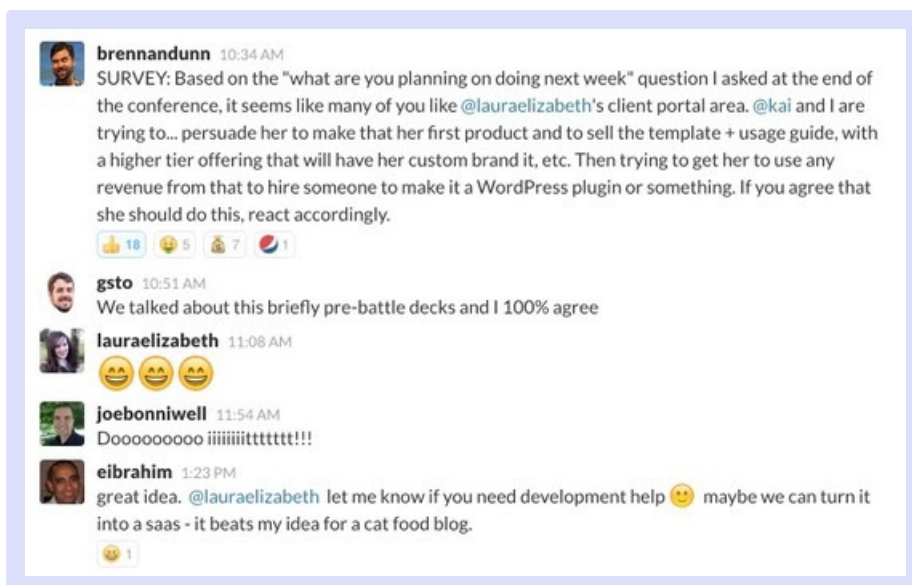 brennandunn 10:34 AM
SURVEY: Based on the "what are you planning on doing next week" question I asked at the end of
the conference, it seems like many of you like @lauraelizabeth's client portal area. @kai and I are
trying to... persuade her to make that her first product and to sell the template + usage guide, with
a higher tier offering that will have her custom brand it, etc. Then trying to get her to use any
revenue from that to hire someone to make it a WordPress plugin or something. If you agree that
she should do this, react accordingly.
18 5 7 1
gsto 10:51 AM
We talked about this briefly pre-battle decks and I 100% agree
lauraelizabeth 11:08 AM
joebonniwell 11:54 AM
Dooooooooo iiiiiiiittttttt!!!
eibrahim 1:23 PM
great idea. @lauraelizabeth let me know if you need development help maybe we can turn it
into a saas - it beats my idea for a cat food blog.
1